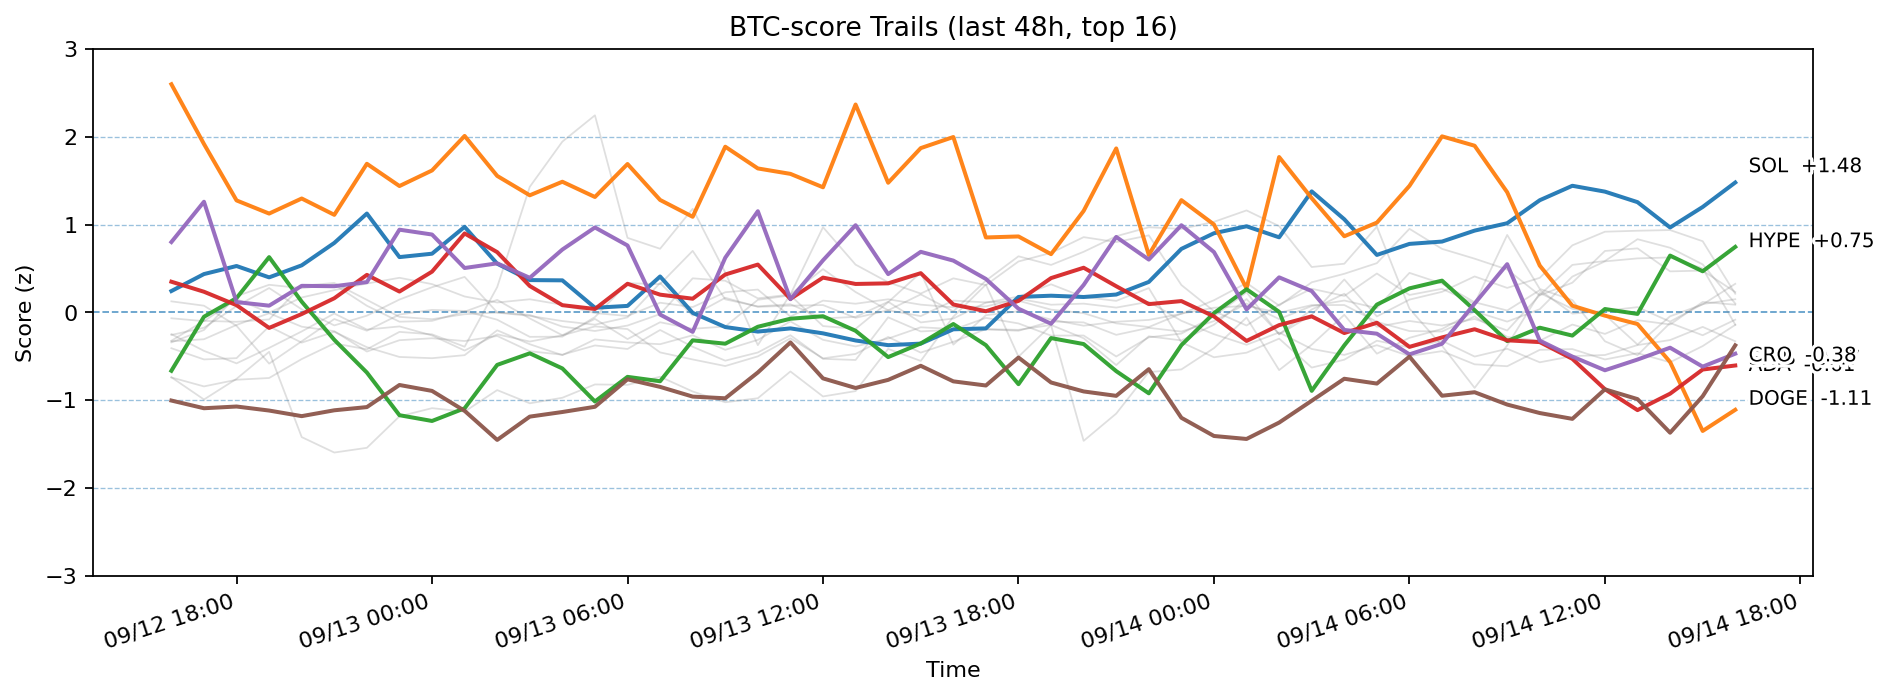 BTC-score Trails (last 48h, top 16)
Score (z)
3
2
1
0
−1
−2
−3
SOL +1.48
HYPE +0.75
CRO -0.38
DOGE -1.11
09/12 18:00
09/13 00:00
09/13 06:00
09/13 12:00
09/13 18:00
09/14 00:00
09/14 06:00
09/14 12:00
09/14 18:00
Time